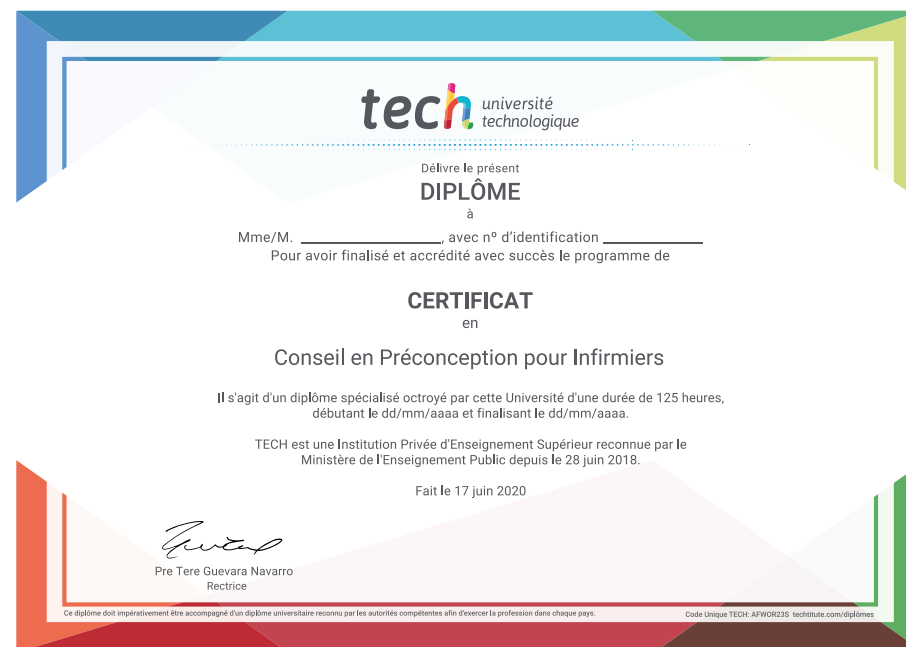 tech université
technologique
Délivre le présent
DIPLÔME
à
Mme/M. ____________________, avec nº d'identification ______________
Pour avoir finalisé et accrédité avec succès le programme de
CERTIFICAT
en
Conseil en Préconception pour Infirmiers
Il s'agit d'un diplôme spécialisé octroyé par cette Université d'une durée de 125 heures,
débutant le dd/mm/aaaa et finalisant le dd/mm/aaaa.
TECH est une Institution Privée d'Enseignement Supérieur reconnue par le
Ministère de l'Enseignement Public depuis le 28 juin 2018.
Fait le 17 juin 2020
Pre Tere Guevara Navarro
Rectrice
Ce diplôme doit impérativement être accompagné d'un diplôme universitaire reconnu par les autorités compétentes afin d'exercer la profession dans chaque pays.
Code Unique TECH: AFWOR23S techtitute.com/diplômes